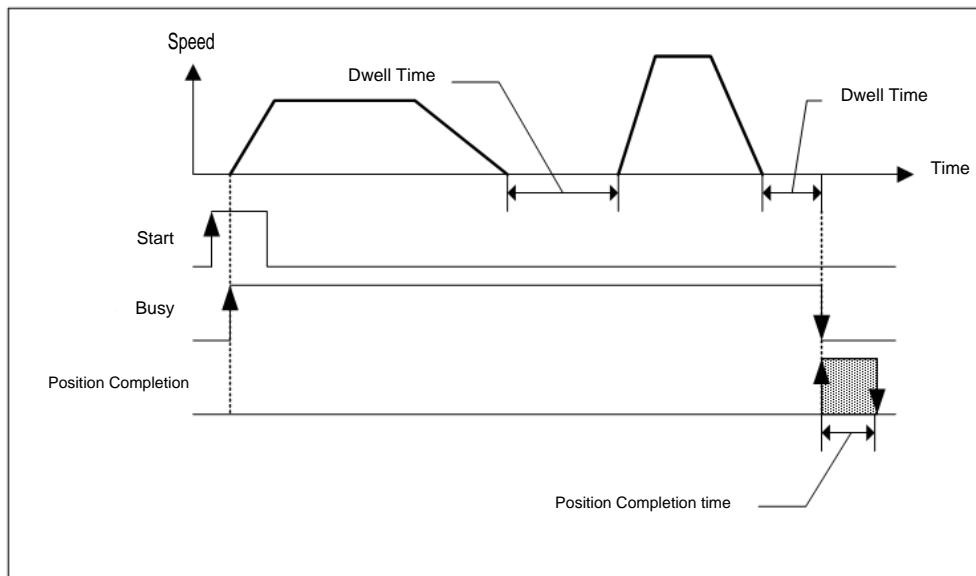 Speed
Dwell Time
Dwell Time
Time
Start
Busy
Position Completion
Position Completion time